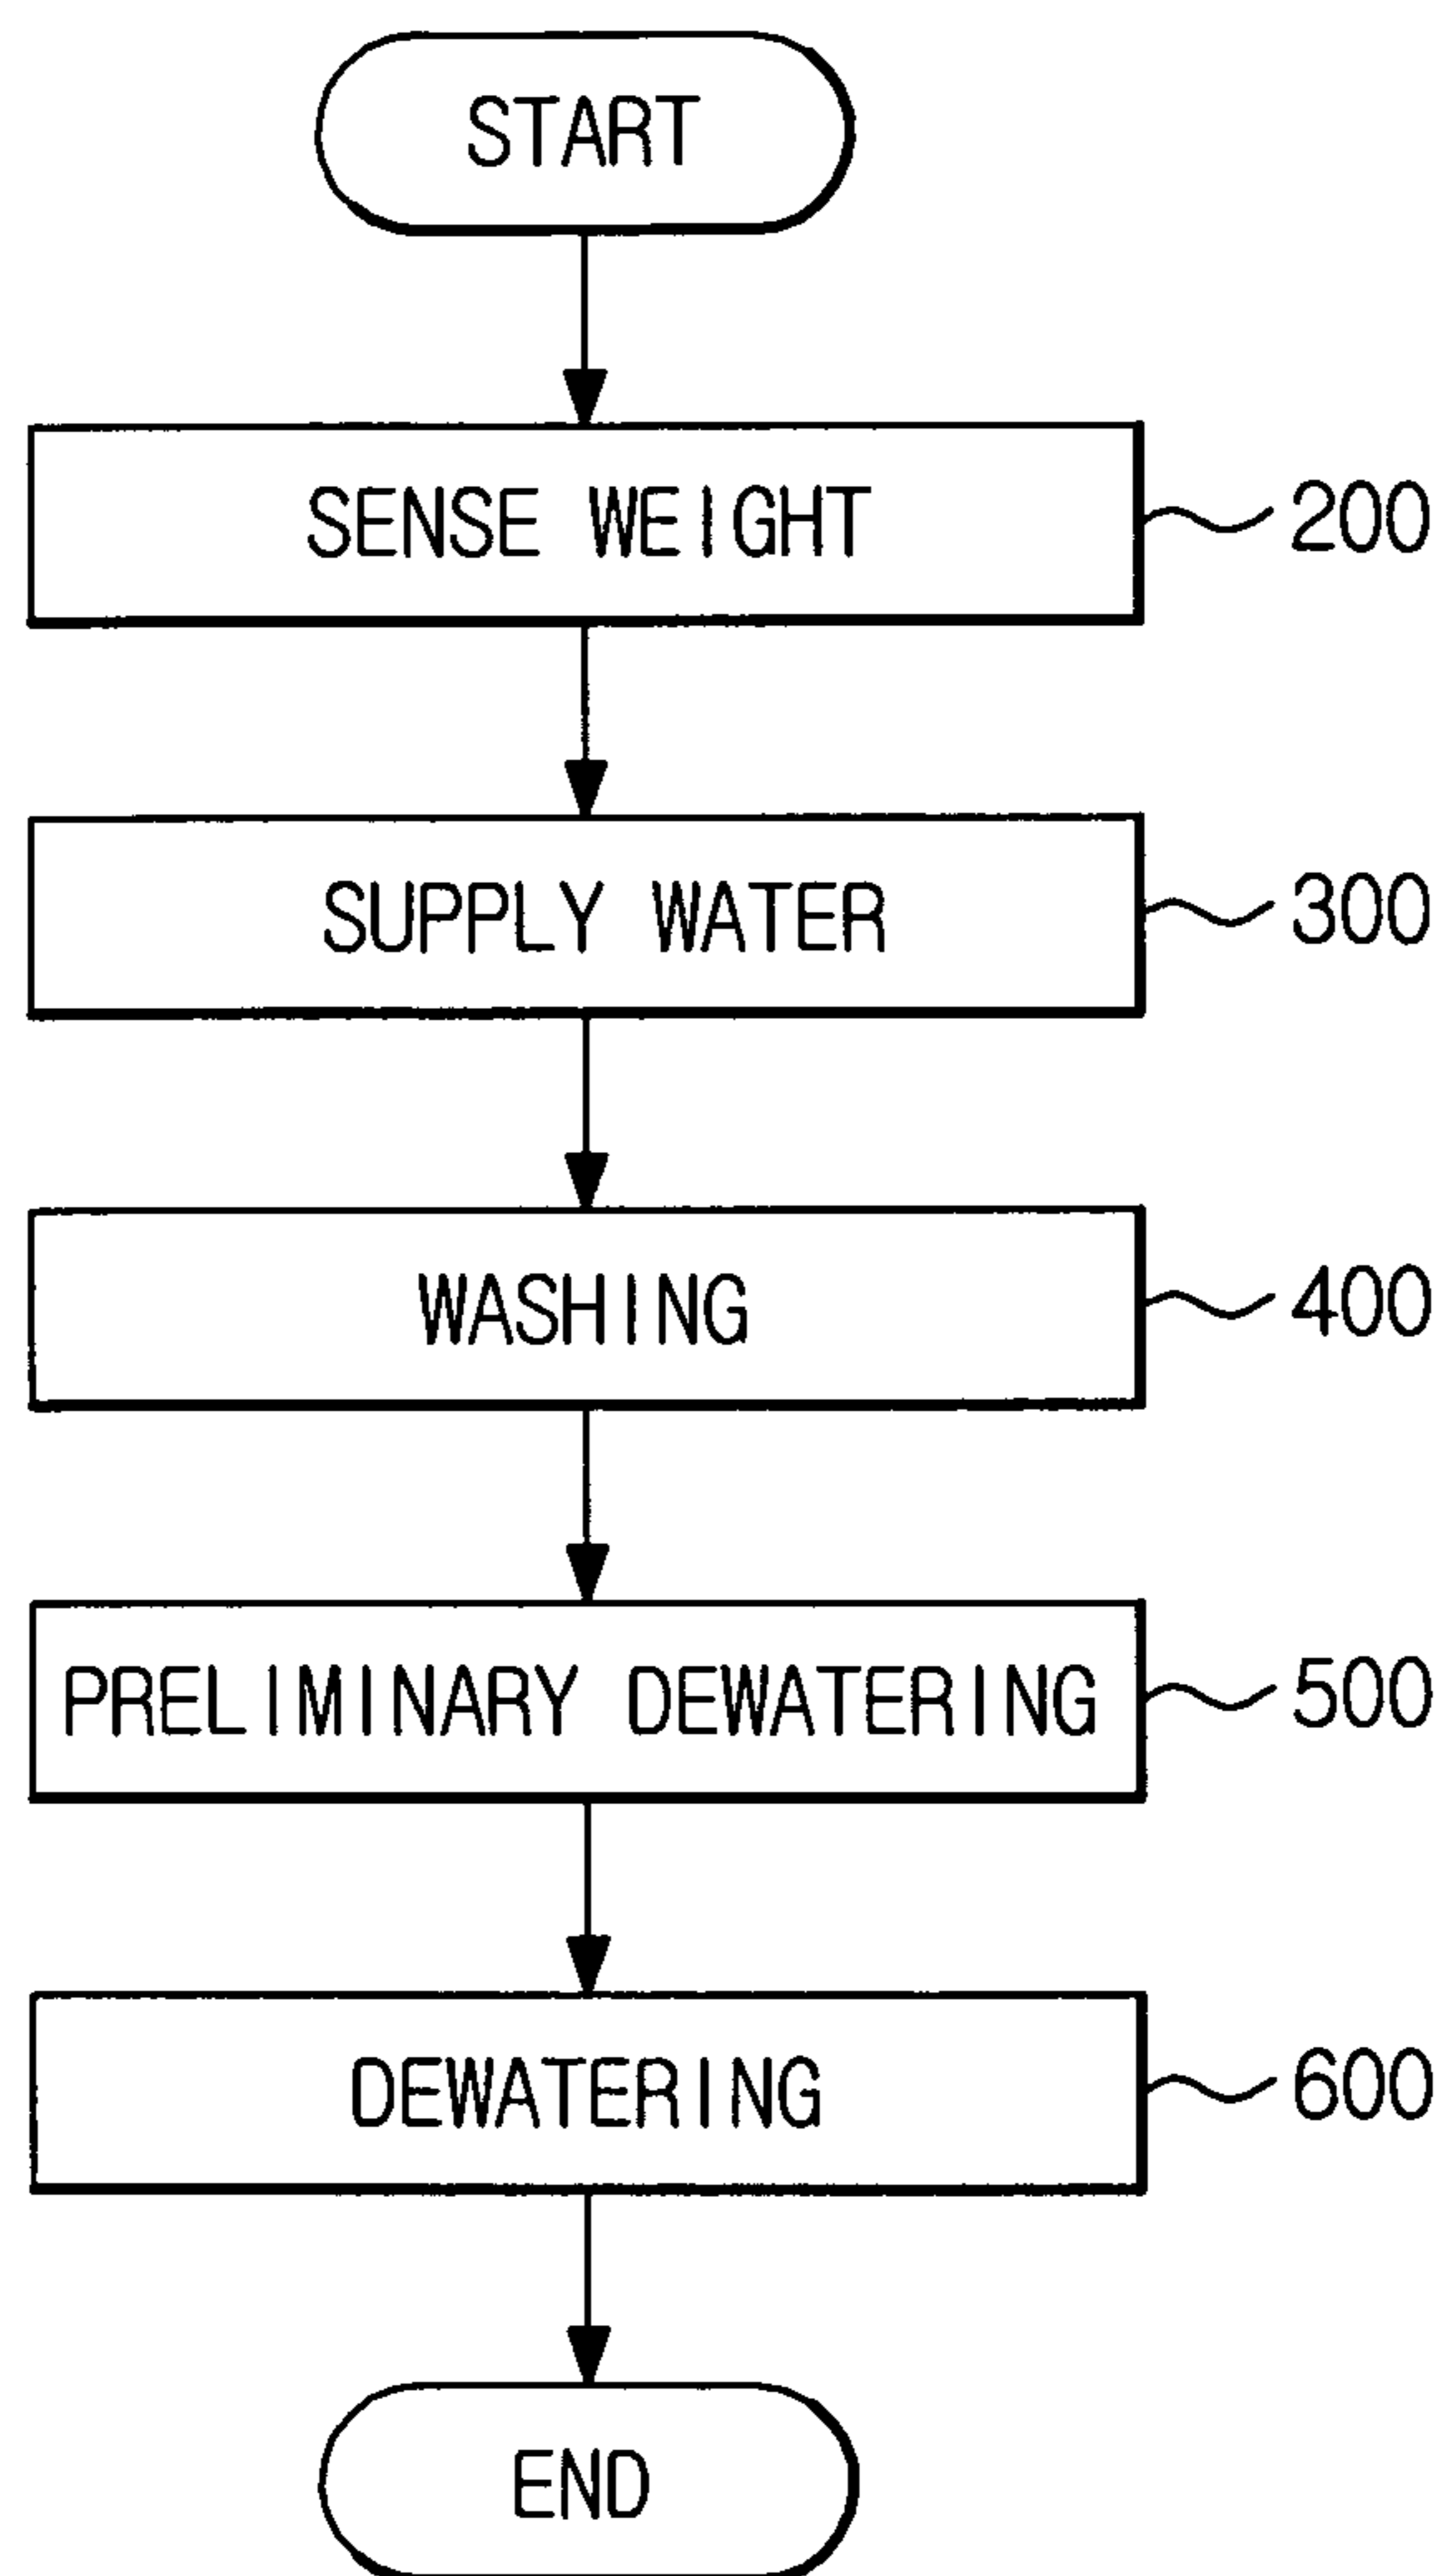 START
SENSE WEIGHT 200
SUPPLY WATER 300
WASHING 400
PRELIMINARY DEWATERING 500
DEWATERING 600
END